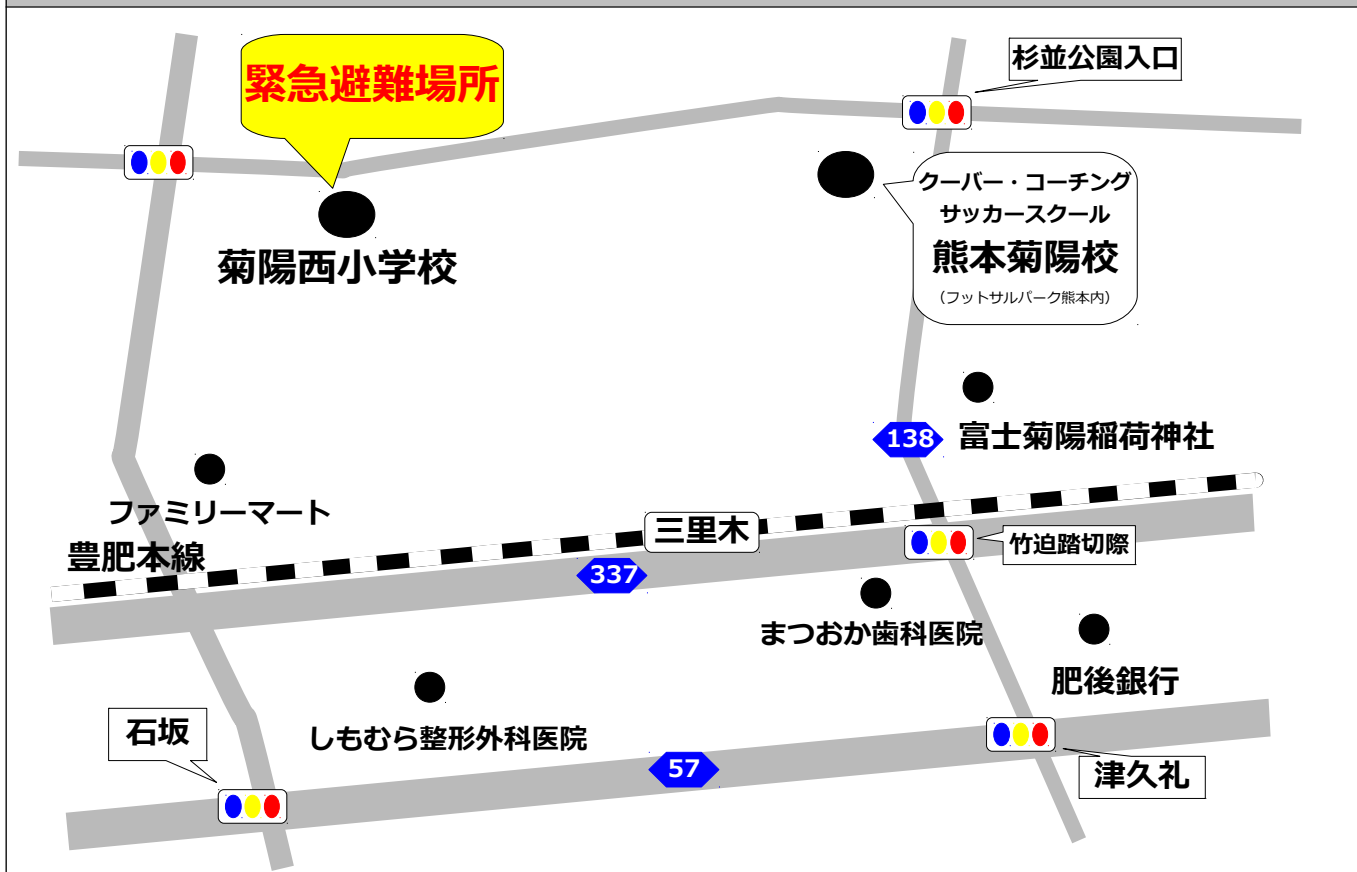 杉並公園入口
緊急避難場所
クーバー・コーチング
サッカースクール
熊本菊陽校
(フットサルパーク熊本内)
菊陽西小学校
138
富士菊陽稲荷神社
ファミリーマート
三里木
豊肥本線
竹迫踏切際
337
まつおか歯科医院
肥後銀行
石坂
しもむら整形外科医院
57
津久礼